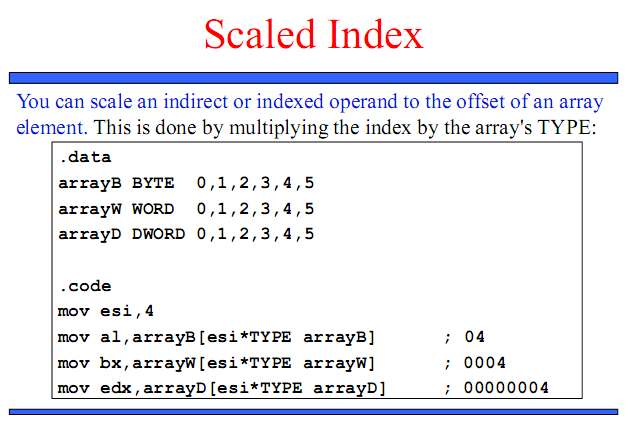 Scaled Index
You can scale an indirect or indexed operand to the offset of an array
element. This is done by multiplying the index by the array's TYPE:
.data
arrayB BYTE  0,1,2,3,4,5
arrayW WORD  0,1,2,3,4,5
arrayD DWORD 0,1,2,3,4,5
.code
mov esi,4
mov al,arrayB[esi*TYPE arrayB]      ; 04
mov bx,arrayW[esi*TYPE arrayW]      ; 0004
mov edx,arrayD[esi*TYPE arrayD]     ; 00000004